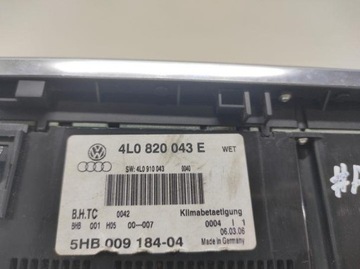 4L0 820 043 E WET
SW: 4L0 910 043 0040
B.H.TC 0042 Klimabetaetigung
5HB 001 H05 00-007 0004 | 1
06.03.06
5HB 009 184-04 Made in Germany